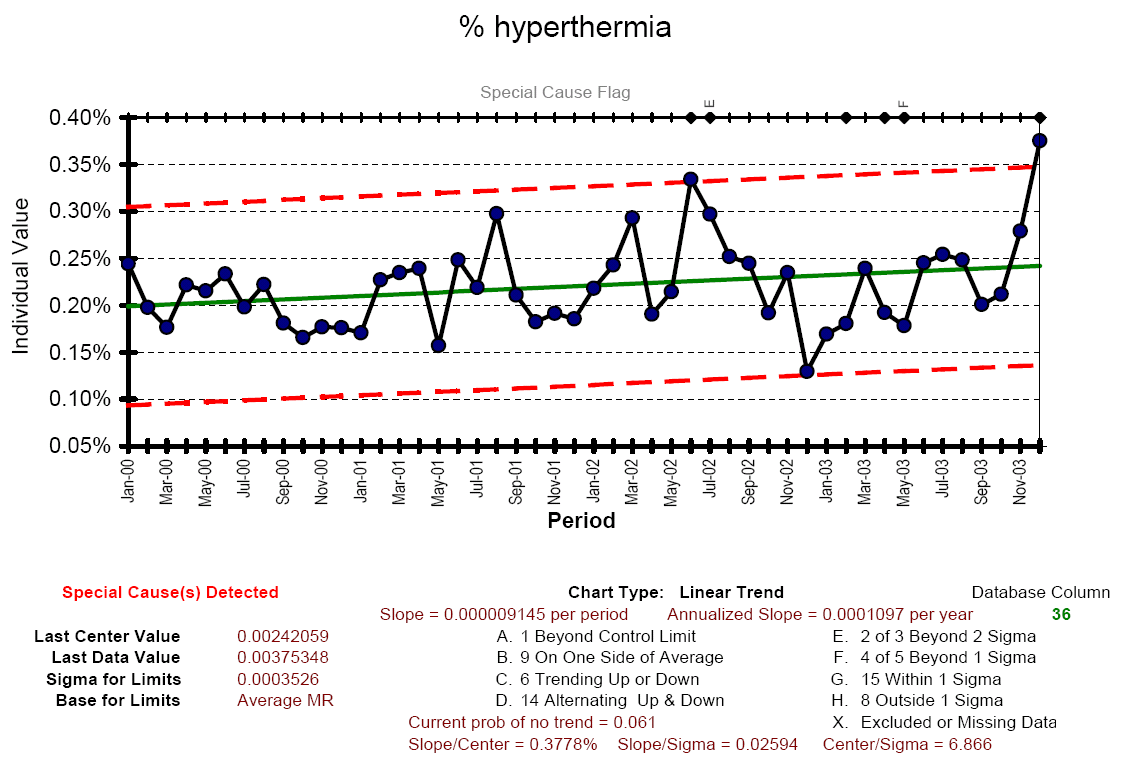 % hyperthermia
Special Cause Flag
E
F
0.40%
0.35%
0.30%
0.25%
0.20%
0.15%
0.10%
0.05%
Individual Value
Jan-00 Mar-00 May-00 Jul-00 Sep-00 Nov-00 Jan-01 Mar-01 May-01 Jul-01 Sep-01 Nov-01 Jan-02 Mar-02 May-02 Jul-02 Sep-02 Nov-02 Jan-03 Mar-03 May-03 Jul-03 Sep-03 Nov-03
Period
Special Cause(s) Detected Chart Type: Linear Trend Database Column
Slope = 0.000009145 per period Annualized Slope = 0.0001097 per year 36
Last Center Value 0.00242059 A. 1 Beyond Control Limit E. 2 of 3 Beyond 2 Sigma
Last Data Value 0.00375348 B. 9 On One Side of Average F. 4 of 5 Beyond 1 Sigma
Sigma for Limits 0.0003526 C. 6 Trending Up or Down G. 15 Within 1 Sigma
Base for Limits Average MR D. 14 Alternating Up & Down H. 8 Outside 1 Sigma
Current prob of no trend = 0.061 X. Excluded or Missing Data
Slope/Center = 0.3778% Slope/Sigma = 0.02594 Center/Sigma = 6.866